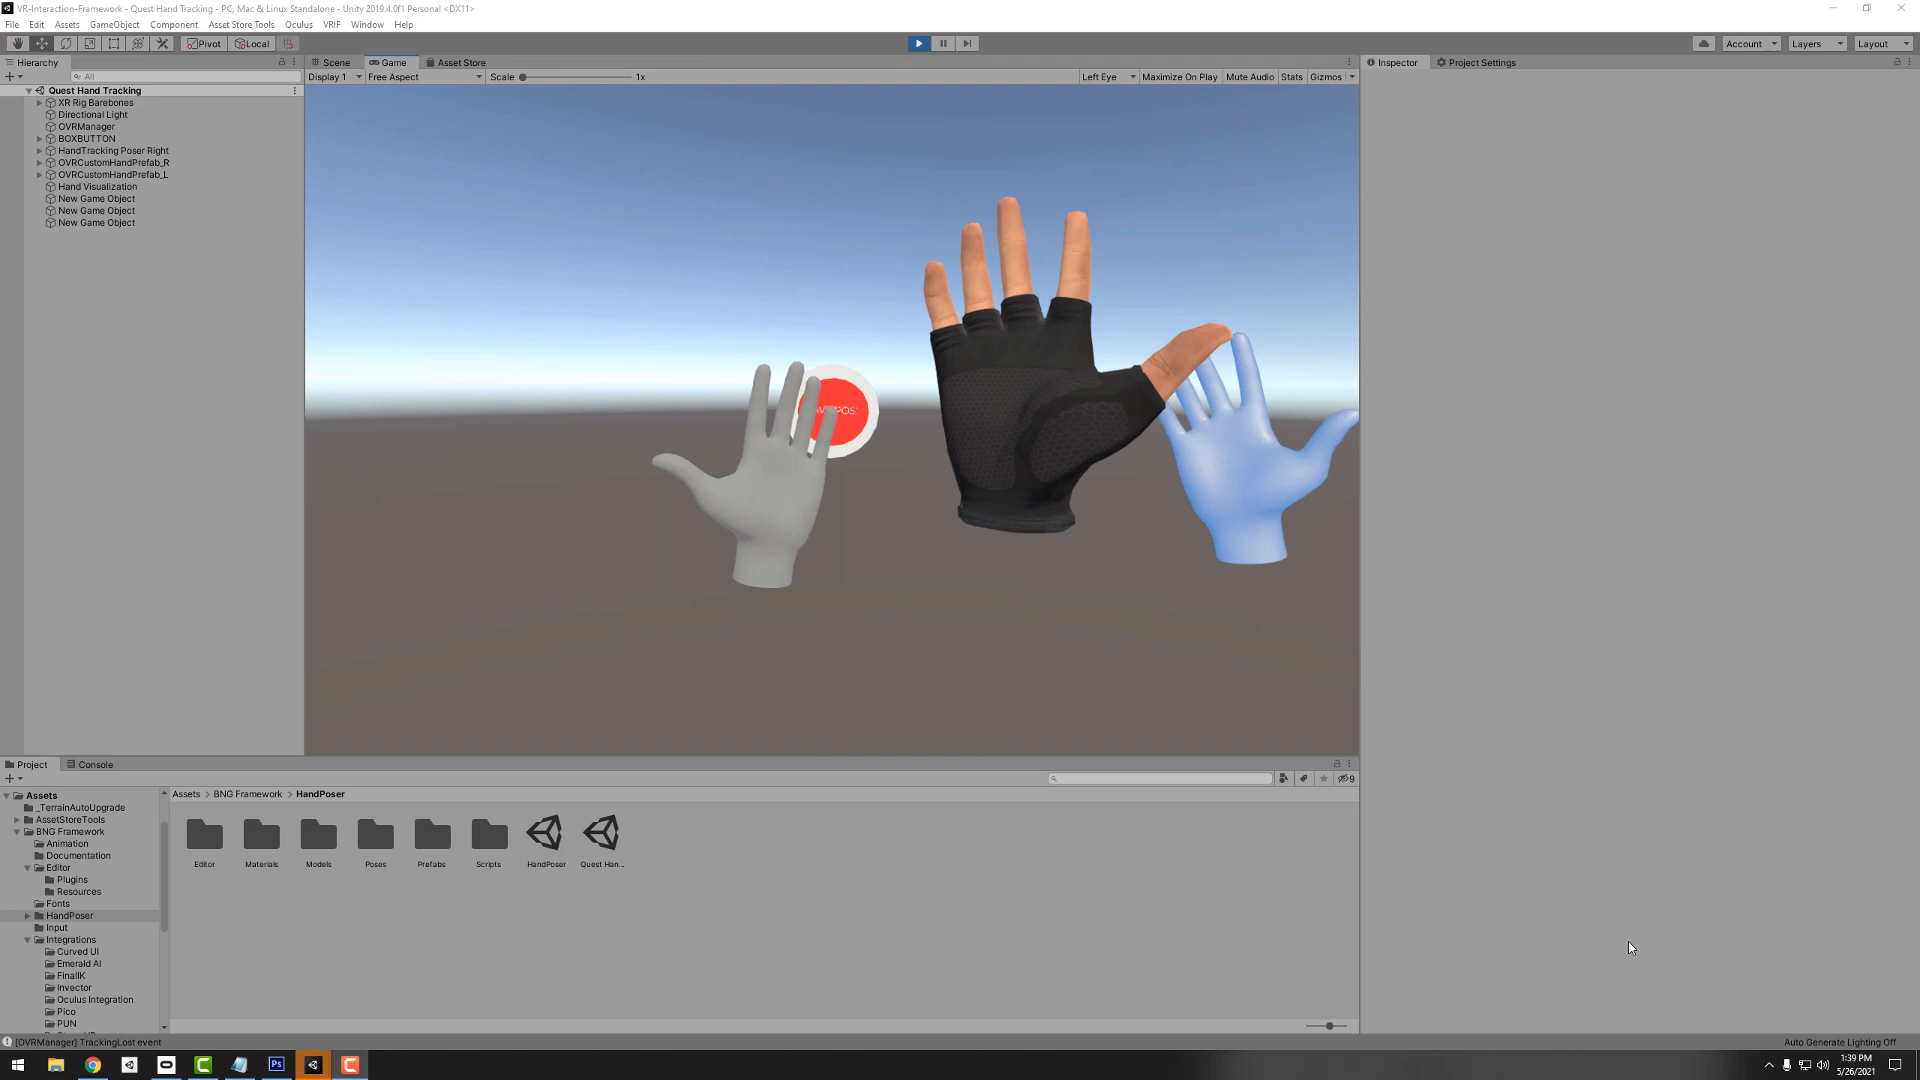 VR-Interaction-Framework - Quest Hand Tracking - PC, Mac & Linux Standalone - Unity 2019.4.0f1 Personal <DX11>
File Edit Assets GameObject Component Asset Store Tools Oculus VRIF Window Help
Pivot Local Account Layers Layout
Hierarchy
All
Quest Hand Tracking
XR Rig Barebones
Directional Light
OVRManager
BOXBUTTON
HandTracking Poser Right
OVRCustomHandPrefab_R
OVRCustomHandPrefab_L
Hand Visualization
New Game Object
New Game Object
New Game Object
Scene Game Asset Store
Display 1 Free Aspect Scale 1x Left Eye Maximize On Play Mute Audio Stats Gizmos
Inspector Project Settings
Project Console
9
Assets
_TerrainAutoUpgrade
AssetStoreTools
BNG Framework
Animation
Documentation
Editor
Plugins
Resources
Fonts
HandPoser
Input
Integrations
Curved UI
Emerald AI
FinalIK
Invector
Oculus Integration
Pico
PUN
Assets > BNG Framework > HandPoser
Editor Materials Models Poses Prefabs Scripts HandPoser Quest Han...
[OVRManager] TrackingLost event
Auto Generate Lighting Off
Ps
1:39 PM
5/26/2021